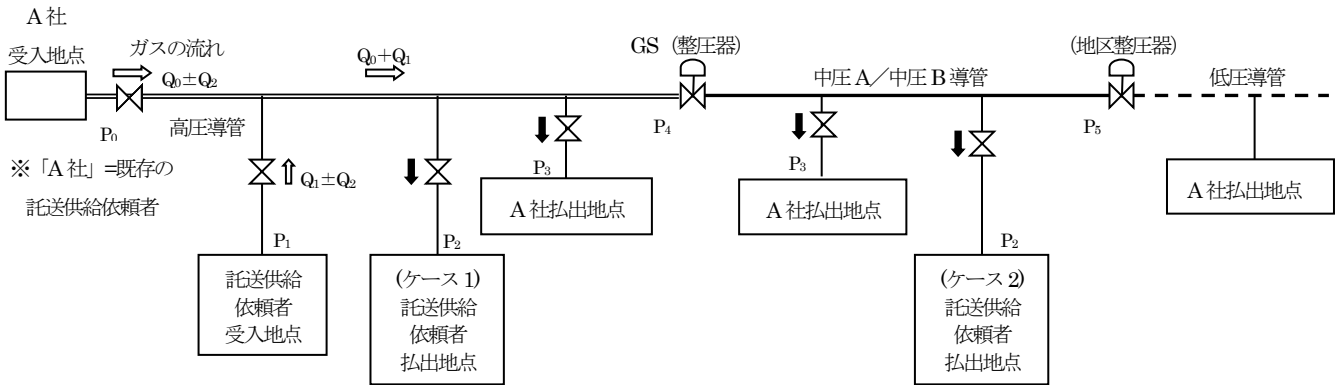 A社
受入地点
ガスの流れ
Q₀±Q₂
Q₀+Q₁
GS（整圧器）
中圧A／中圧B導管
（地区整圧器）
低圧導管
P₀
高圧導管
P₄
P₅
※「A社」=既存の
託送供給依頼者
Q₁±Q₂
P₃
P₃
A社払出地点
A社払出地点
A社払出地点
P₁
P₂
P₂
託送供給
依頼者
受入地点
(ケース1)
託送供給
依頼者
払出地点
(ケース2)
託送供給
依頼者
払出地点